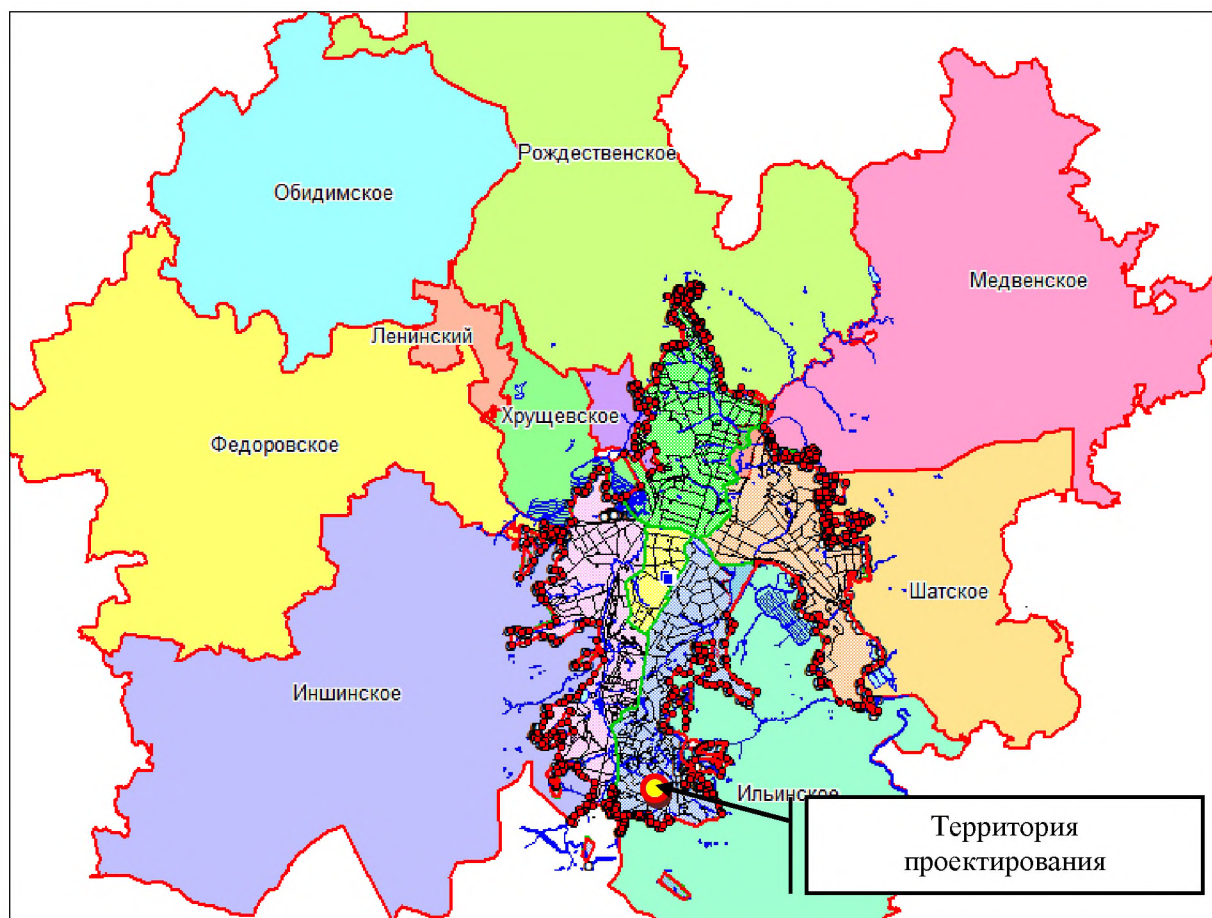 Рождественское
Обидимское
Медвенское
Ленинский
Хрущевское
Федоровское
Шатское
Иншинское
Ильинское
Территория
проектирования